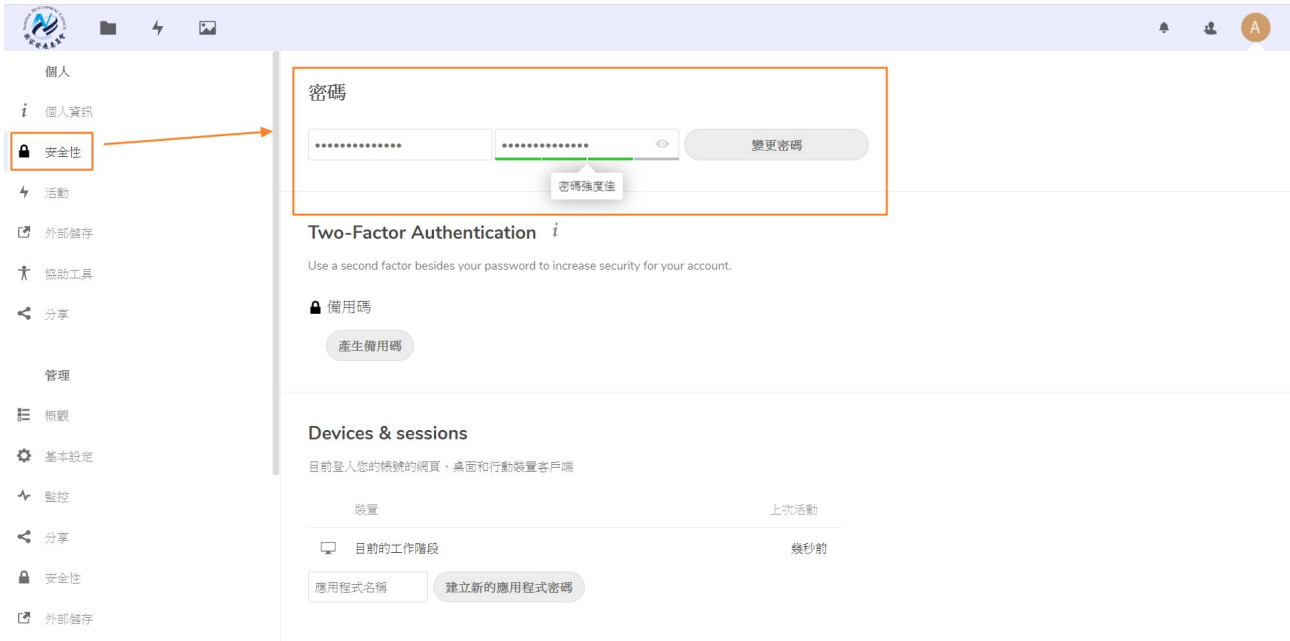 A
個人
個人資訊
安全性
活動
外部儲存
協助工具
分享
管理
概觀
基本設定
監控
分享
安全性
外部儲存
密碼
變更密碼
密碼強度佳
Two-Factor Authentication i
Use a second factor besides your password to increase security for your account.
備用碼
產生備用碼
Devices & sessions
目前登入您的帳號的網頁、桌面和行動裝置客戶端
裝置 上次活動
目前的工作階段 幾秒前
應用程式名稱 建立新的應用程式密碼